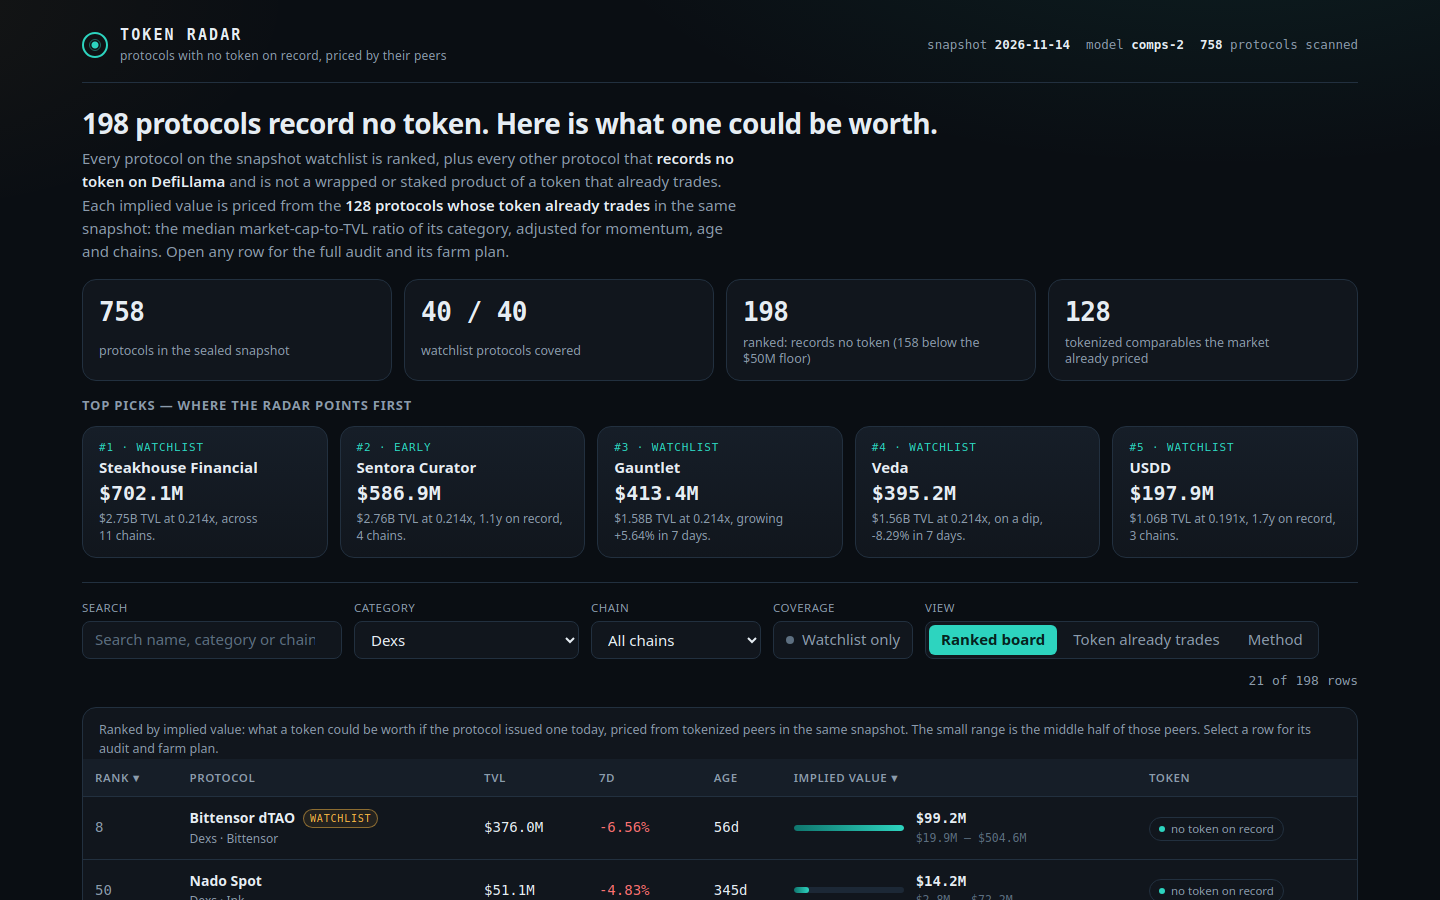 TOKEN RADAR
protocols with no token on record, priced by their peers
snapshot 2026-11-14 model comps-2 758 protocols scanned
198 protocols record no token. Here is what one could be worth.
Every protocol on the snapshot watchlist is ranked, plus every other protocol that records no
token on DefiLlama and is not a wrapped or staked product of a token that already trades.
Each implied value is priced from the 128 protocols whose token already trades in the same
snapshot: the median market-cap-to-TVL ratio of its category, adjusted for momentum, age
and chains. Open any row for the full audit and its farm plan.
758
protocols in the sealed snapshot
40 / 40
watchlist protocols covered
198
ranked: records no token (158 below the
$50M floor)
128
tokenized comparables the market
already priced
TOP PICKS — WHERE THE RADAR POINTS FIRST
#1 · WATCHLIST
Steakhouse Financial
$702.1M
$2.75B TVL at 0.214x, across
11 chains.
#2 · EARLY
Sentora Curator
$586.9M
$2.76B TVL at 0.214x, 1.1y on record,
4 chains.
#3 · WATCHLIST
Gauntlet
$413.4M
$1.58B TVL at 0.214x, growing
+5.64% in 7 days.
#4 · WATCHLIST
Veda
$395.2M
$1.56B TVL at 0.214x, on a dip,
-8.29% in 7 days.
#5 · WATCHLIST
USDD
$197.9M
$1.06B TVL at 0.191x, 1.7y on record,
3 chains.
SEARCH
Search name, category or chain
CATEGORY
Dexs
CHAIN
All chains
COVERAGE
Watchlist only
VIEW
Ranked board Token already trades Method
21 of 198 rows
Ranked by implied value: what a token could be worth if the protocol issued one today, priced from tokenized peers in the same snapshot. The small range is the middle half of those peers. Select a row for its
audit and farm plan.
RANK ▼ PROTOCOL TVL 7D AGE IMPLIED VALUE ▼ TOKEN
8 Bittensor dTAO WATCHLIST $376.0M -6.56% 56d $99.2M no token on record
Dexs · Bittensor $19.9M — $504.6M
50 Nado Spot $51.1M -4.83% 345d $14.2M no token on record
Dexs · Ink $2.8M — $72.2M